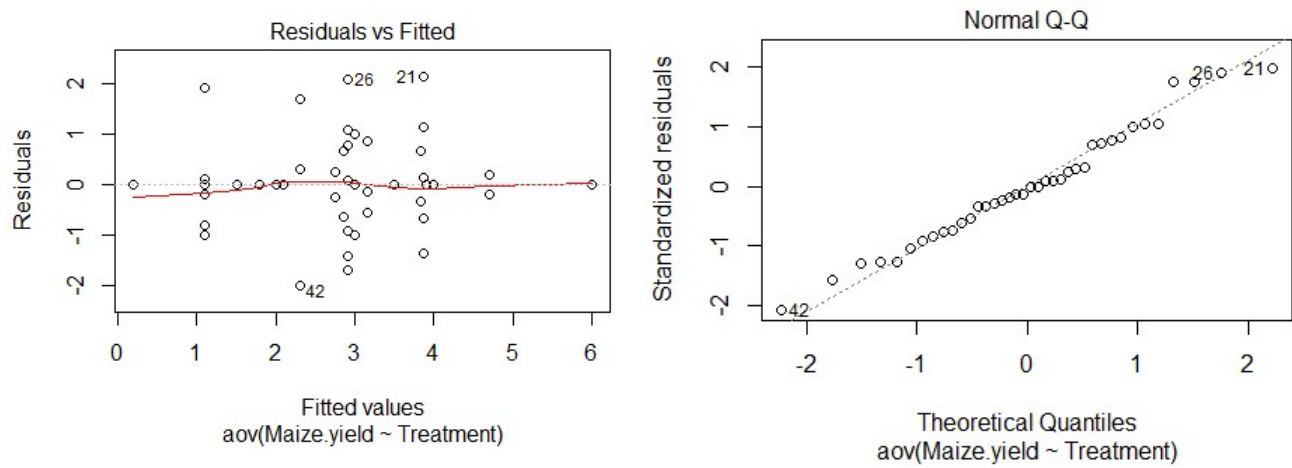 Residuals vs Fitted
Residuals
2
1
0
-1
-2
26
21
42
0 1 2 3 4 5 6
Fitted values
aov(Maize.yield ~ Treatment)
Normal Q-Q
Standardized residuals
2
1
0
-1
-2
26
21
42
-2 -1 0 1 2
Theoretical Quantiles
aov(Maize.yield ~ Treatment)